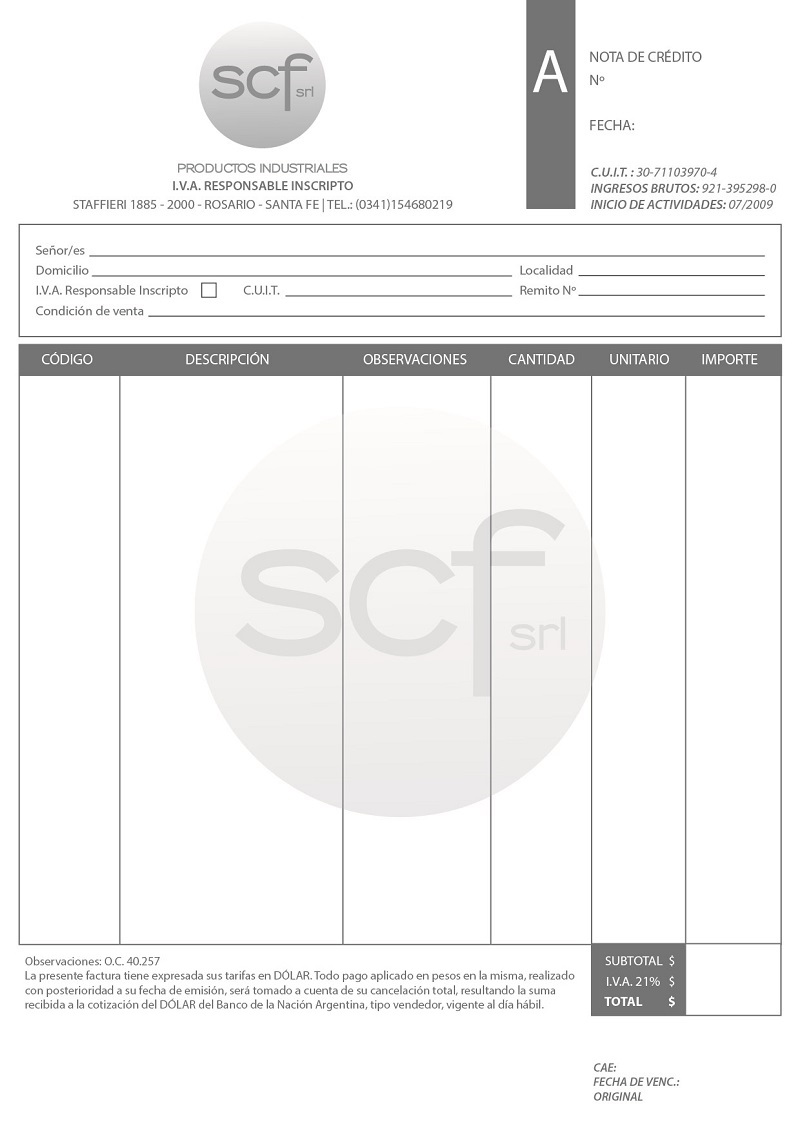 scf srl
PRODUCTOS INDUSTRIALES
I.V.A. RESPONSABLE INSCRIPTO
STAFFIERI 1885 - 2000 - ROSARIO - SANTA FE | TEL.: (0341)154680219
A
NOTA DE CRÉDITO
Nº
FECHA:
C.U.I.T. : 30-71103970-4
INGRESOS BRUTOS: 921-395298-0
INICIO DE ACTIVIDADES: 07/2009
Señor/es
Domicilio Localidad
I.V.A. Responsable Inscripto C.U.I.T. Remito Nº
Condición de venta
CÓDIGO DESCRIPCIÓN OBSERVACIONES CANTIDAD UNITARIO IMPORTE
scf srl
Observaciones: O.C. 40.257
La presente factura tiene expresada sus tarifas en DÓLAR. Todo pago aplicado en pesos en la misma, realizado
con posterioridad a su fecha de emisión, será tomado a cuenta de su cancelación total, resultando la suma
recibida a la cotización del DÓLAR del Banco de la Nación Argentina, tipo vendedor, vigente al día hábil.
SUBTOTAL $
I.V.A. 21% $
TOTAL $
CAE:
FECHA DE VENC.:
ORIGINAL